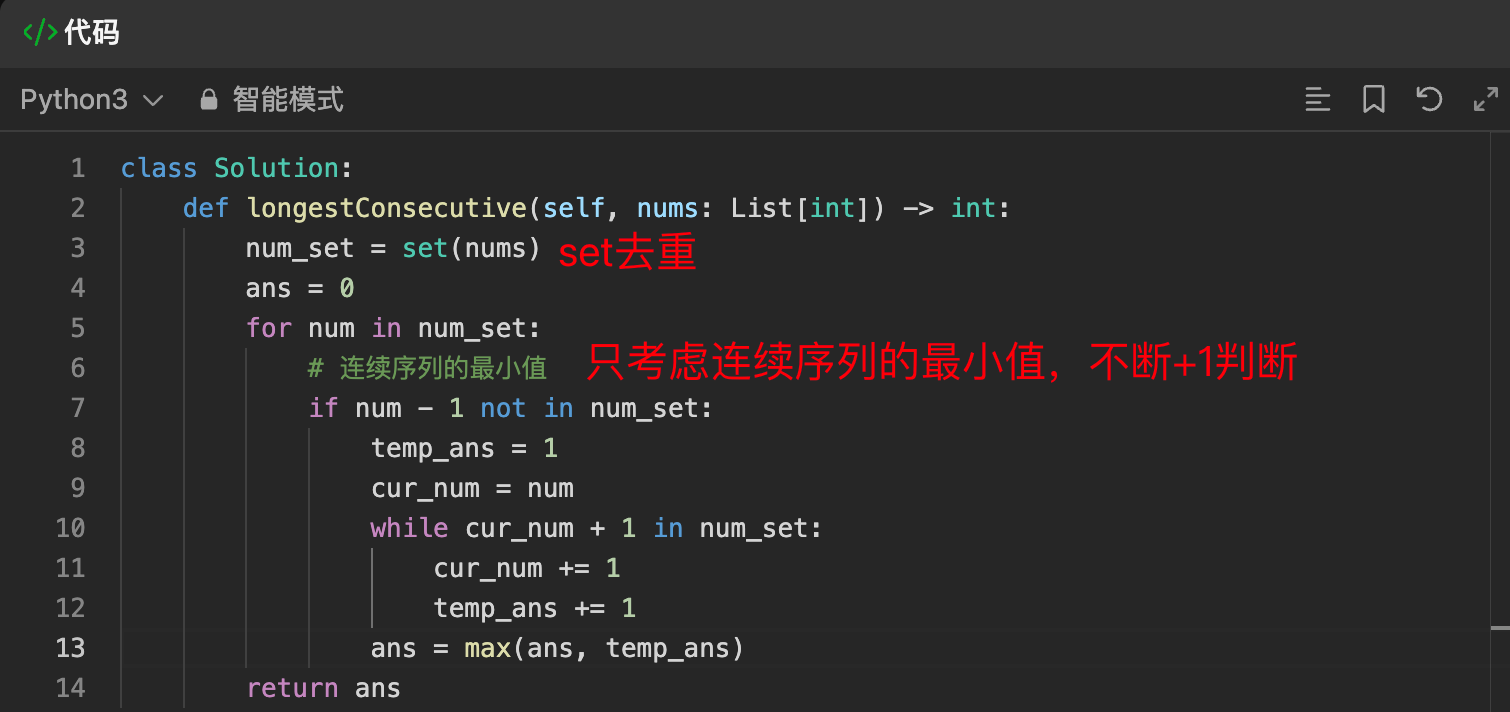 </> 代码
Python3 智能模式
1 class Solution:
2 def longestConsecutive(self, nums: List[int]) -> int:
3 num_set = set(nums) set去重
4 ans = 0
5 for num in num_set:
6 # 连续序列的最小值 只考虑连续序列的最小值，不断+1判断
7 if num - 1 not in num_set:
8 temp_ans = 1
9 cur_num = num
10 while cur_num + 1 in num_set:
11 cur_num += 1
12 temp_ans += 1
13 ans = max(ans, temp_ans)
14 return ans